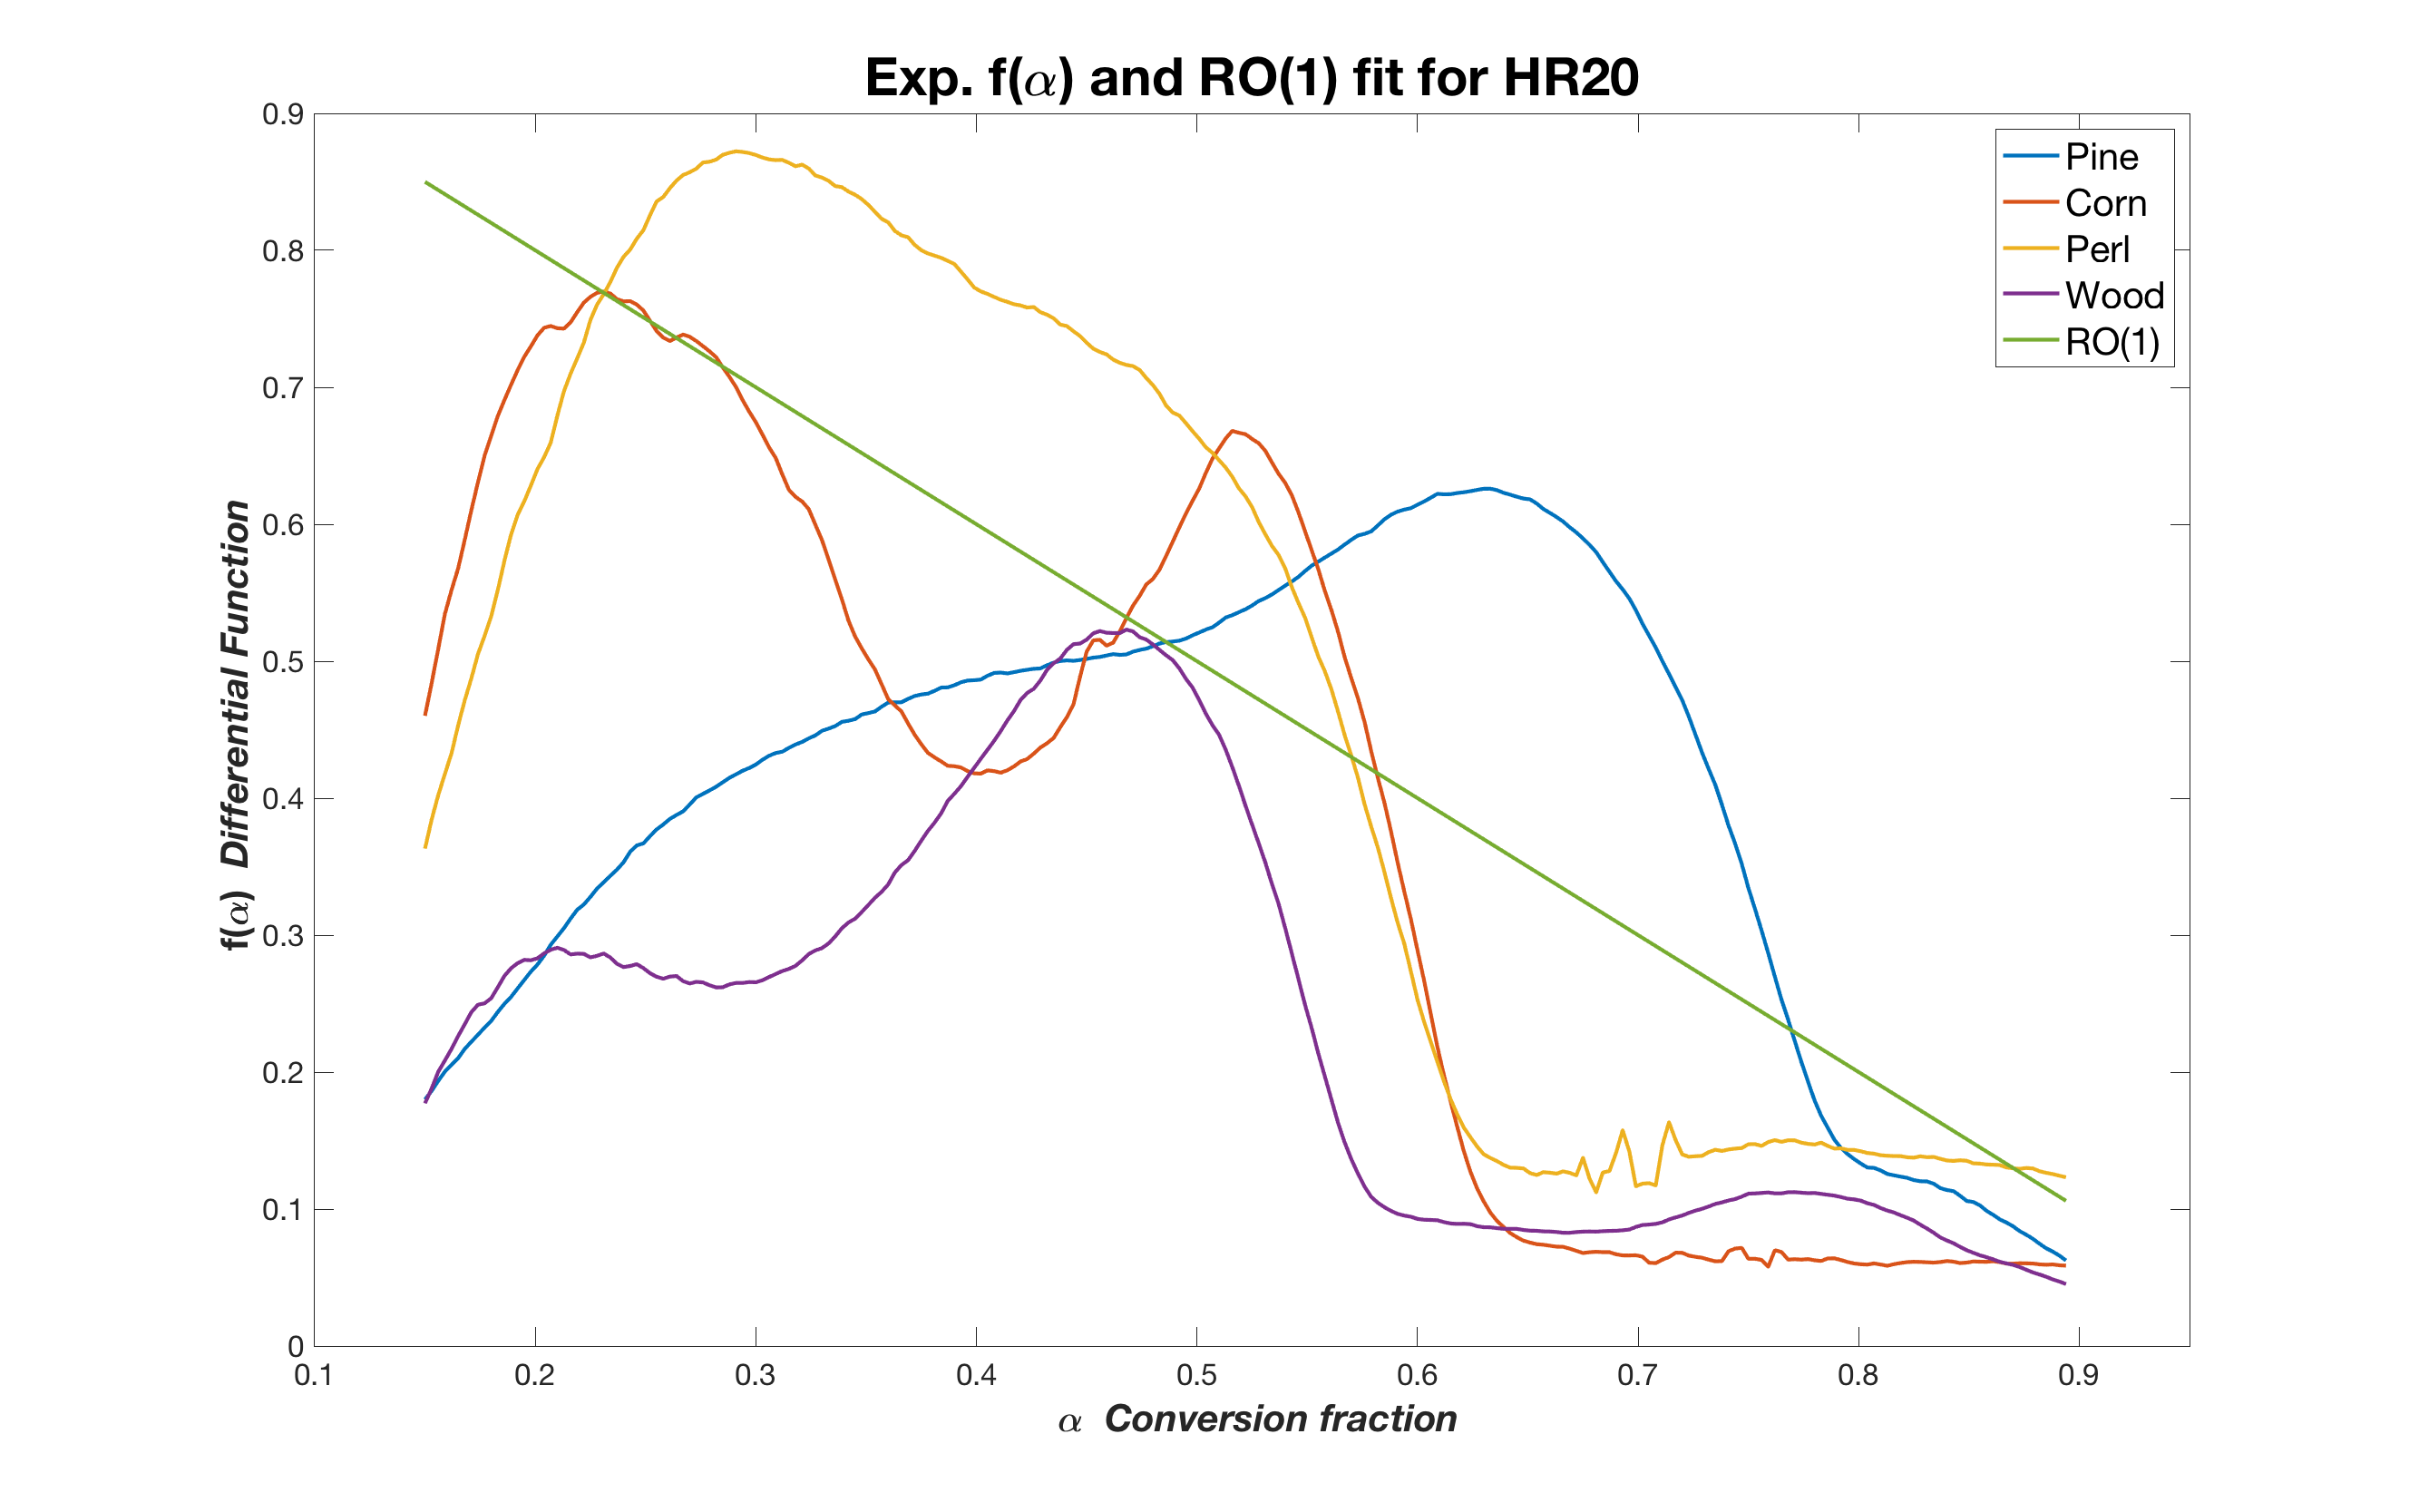 Exp. f(α) and RO(1) fit for HR20
Pine
Corn
Perl
Wood
RO(1)
f(α) Differential Function
0.9
0.8
0.7
0.6
0.5
0.4
0.3
0.2
0.1
0
0.1 0.2 0.3 0.4 0.5 0.6 0.7 0.8 0.9
α Conversion fraction